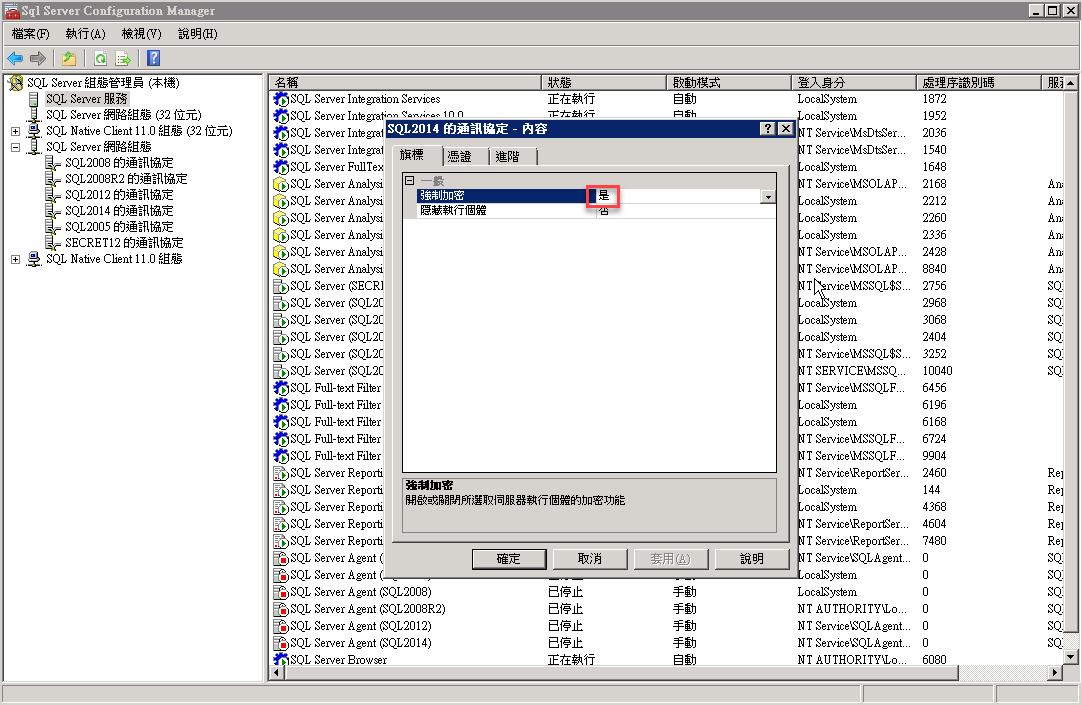 Sql Server Configuration Manager
檔案(F) 執行(A) 檢視(V) 說明(H)
SQL Server 組態管理員 (本機)
SQL Server 服務
SQL Server 網路組態 (32 位元)
SQL Native Client 11.0 組態 (32 位元)
SQL Server 網路組態
SQL2008 的通訊協定
SQL2008R2 的通訊協定
SQL2012 的通訊協定
SQL2014 的通訊協定
SQL2005 的通訊協定
SECRET12 的通訊協定
SQL Native Client 11.0 組態
名稱 狀態 啟動模式 登入身分 處理序識別碼 服務
SQL Server Integration Services 正在執行 自動 LocalSystem 1872
SQL Server Integration Services 10.0 正在執行 自動 LocalSystem 1952
SQL Server Integrat NT Service\MsDtsSer... 2036
SQL Server Integrat NT Service\MsDtsSer... 1540
SQL Server FullText LocalSystem 1648
SQL Server Analysi NT Service\MSOLAP... 2168 Ana
SQL Server Analysi LocalSystem 2212 Ana
SQL Server Analysi LocalSystem 2260 Ana
SQL Server Analysi LocalSystem 2336 Ana
SQL Server Analysi NT Service\MSOLAP... 2428 Ana
SQL Server Analysi NT Service\MSOLAP... 8840 Ana
SQL Server (SECRE NT Service\MSSQL$S... 2756 SQ
SQL Server (SQL20 LocalSystem 2968 SQ
SQL Server (SQL20 LocalSystem 3068 SQ
SQL Server (SQL20 LocalSystem 2404 SQ
SQL Server (SQL20 NT Service\MSSQL$S... 3252 SQ
SQL Server (SQL20 NT SERVICE\MSSQ... 10040 SQ
SQL Full-text Filter NT Service\MSSQLF... 6456
SQL Full-text Filter LocalSystem 6196
SQL Full-text Filter LocalSystem 6168
SQL Full-text Filter NT Service\MSSQLF... 6724
SQL Full-text Filter NT Service\MSSQLF... 9904
SQL Server Reporti NT Service\ReportSer... 2460 Rep
SQL Server Reporti LocalSystem 144 Rep
SQL Server Reporti LocalSystem 4368 Rep
SQL Server Reporti NT Service\ReportSer... 4604 Rep
SQL Server Reporti NT Service\ReportSer... 7480 Rep
SQL Server Agent ( NT Service\SQLAgent... 0 SQ
SQL Server Agent ( LocalSystem 0 SQ
SQL Server Agent (SQL2008) 已停止 手動 LocalSystem 0 SQ
SQL Server Agent (SQL2008R2) 已停止 手動 NT AUTHORITY\Lo... 0 SQ
SQL Server Agent (SQL2012) 已停止 手動 NT Service\SQLAgent... 0 SQ
SQL Server Agent (SQL2014) 已停止 手動 NT Service\SQLAgent... 0 SQ
SQL Server Browser 正在執行 自動 NT AUTHORITY\Lo... 6080
SQL2014 的通訊協定 - 內容
旗標 憑證 進階
一般
強制加密 是
隱藏執行個體 否
強制加密
開啟或關閉所選取伺服器執行個體的加密功能
確定 取消 套用(A) 說明